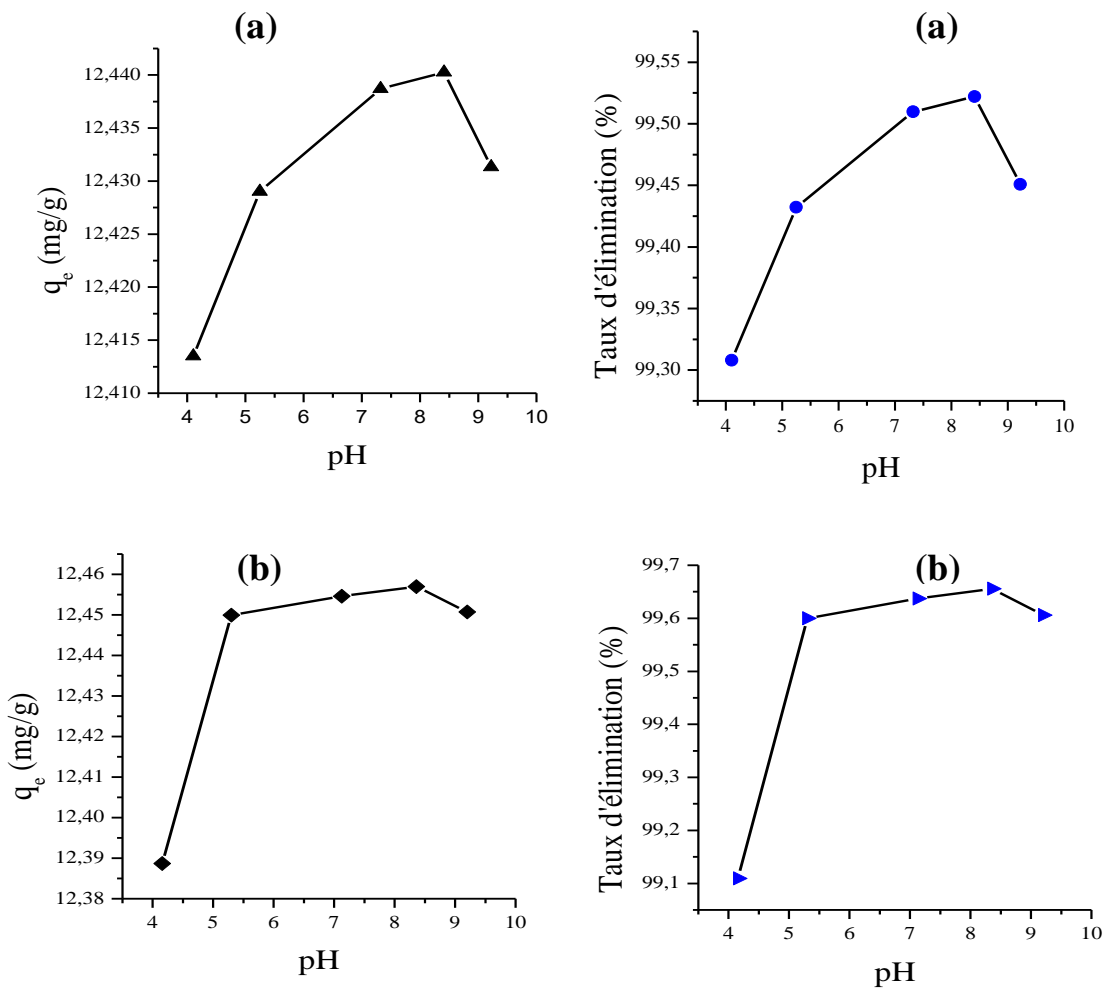 (a)
12,440
12,435
12,430
12,425
12,420
12,415
12,410
q_e (mg/g)
4 5 6 7 8 9 10
pH
(a)
99,55
99,50
99,45
99,40
99,35
99,30
Taux d'élimination (%)
4 5 6 7 8 9 10
pH
(b)
12,46
12,45
12,44
12,43
12,42
12,41
12,40
12,39
12,38
q_e (mg/g)
4 5 6 7 8 9 10
pH
(b)
99,7
99,6
99,5
99,4
99,3
99,2
99,1
Taux d'élimination (%)
4 5 6 7 8 9 10
pH